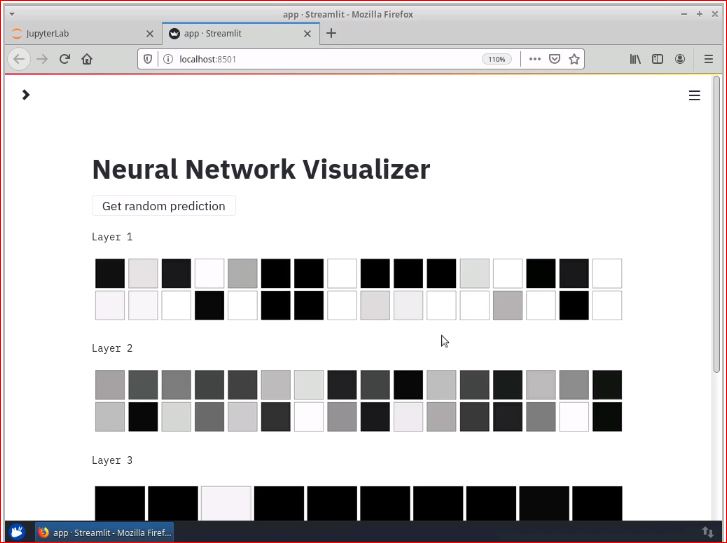 app · Streamlit - Mozilla Firefox
JupyterLab
app · Streamlit
localhost:8501
110%
Neural Network Visualizer
Get random prediction
Layer 1
Layer 2
Layer 3
app · Streamlit - Mozilla Firef...